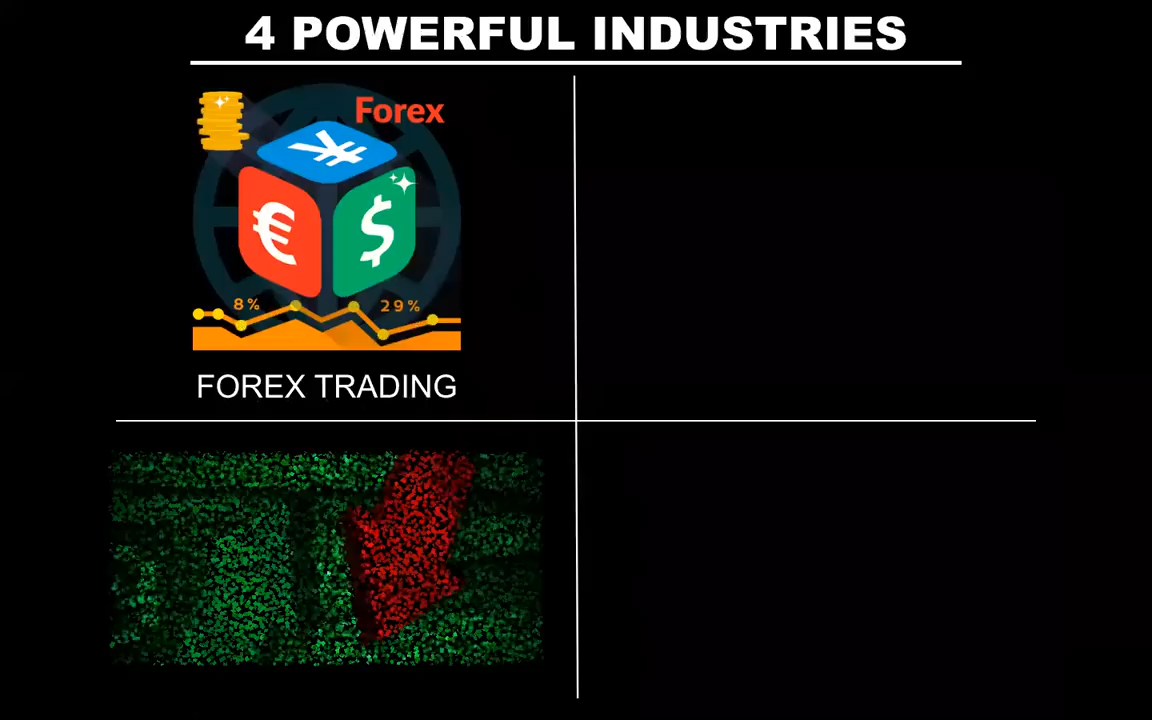 4 POWERFUL INDUSTRIES
Forex
¥
€ $
8%
29%
FOREX TRADING